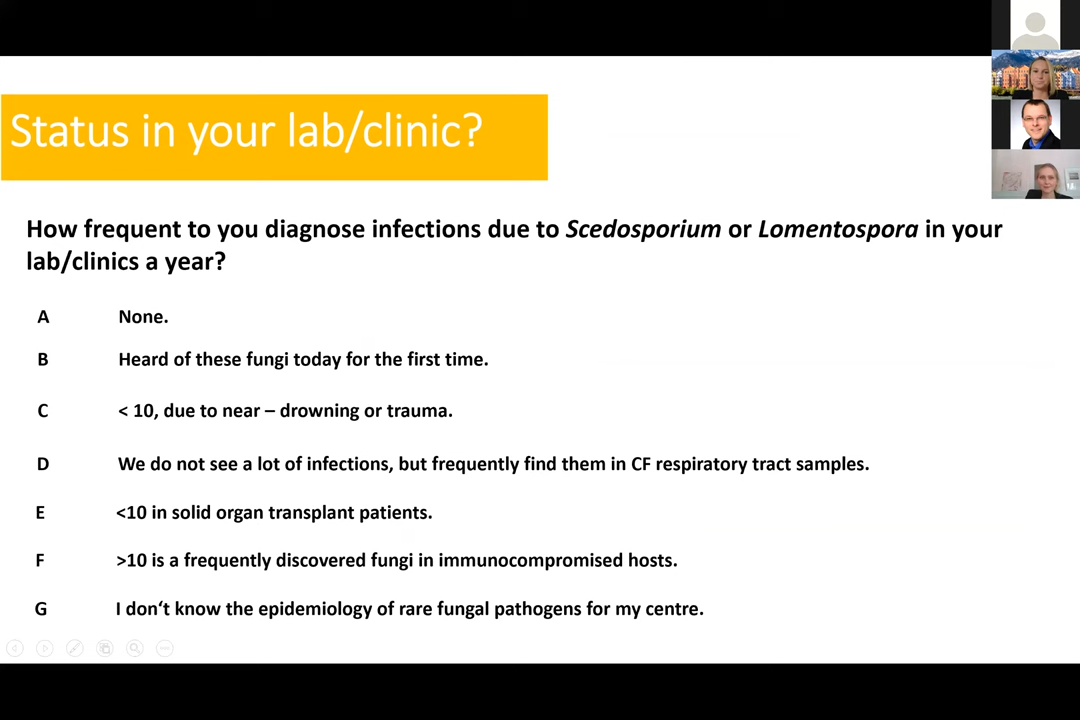 Status in your lab/clinic?
How frequent to you diagnose infections due to Scedosporium or Lomentospora in your
lab/clinics a year?
A None.
B Heard of these fungi today for the first time.
C < 10, due to near – drowning or trauma.
D We do not see a lot of infections, but frequently find them in CF respiratory tract samples.
E <10 in solid organ transplant patients.
F >10 is a frequently discovered fungi in immunocompromised hosts.
G I don‘t know the epidemiology of rare fungal pathogens for my centre.